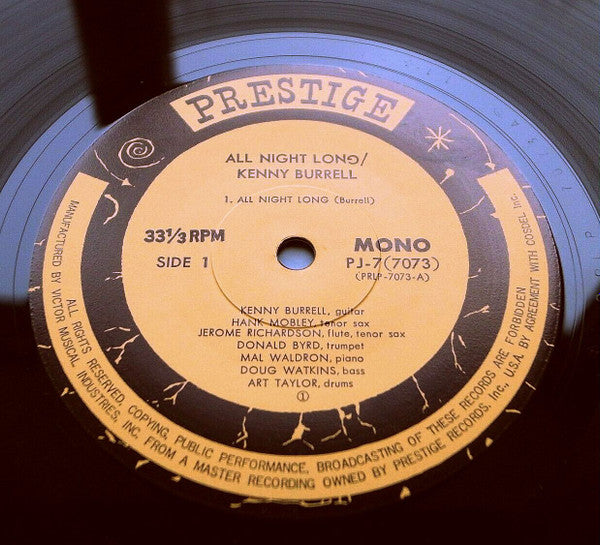 PRESTIGE
ALL NIGHT LONG/
KENNY BURRELL
1. ALL NIGHT LONG (Burrell)
33⅓ RPM
MONO
SIDE 1
PJ-7(7073)
(PRLP-7073-A)
KENNY BURRELL, guitar
HANK MOBLEY, tenor sax
JEROME RICHARDSON, flute, tenor sax
DONALD BYRD, trumpet
MAL WALDRON, piano
DOUG WATKINS, bass
ART TAYLOR, drums
①
ALL RIGHTS RESERVED, COPYING, PUBLIC PERFORMANCE, BROADCASTING OF THESE RECORDS ARE FORBIDDEN
MANUFACTURED BY VICTOR MUSICAL INDUSTRIES, INC. FROM A MASTER RECORDING OWNED BY PRESTIGE RECORDS, Inc., U.S.A. BY AGREEMENT WITH COSDEL Inc.